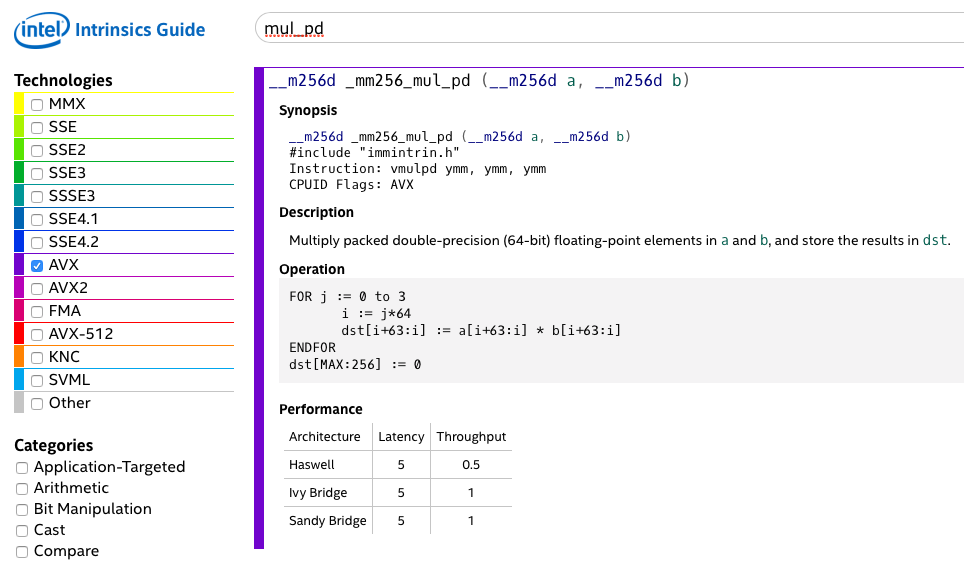 intel Intrinsics Guide
mul_pd
Technologies
MMX
SSE
SSE2
SSE3
SSSE3
SSE4.1
SSE4.2
AVX
AVX2
FMA
AVX-512
KNC
SVML
Other
Categories
Application-Targeted
Arithmetic
Bit Manipulation
Cast
Compare
__m256d _mm256_mul_pd (__m256d a, __m256d b)
Synopsis
__m256d _mm256_mul_pd (__m256d a, __m256d b)
#include "immintrin.h"
Instruction: vmulpd ymm, ymm, ymm
CPUID Flags: AVX
Description
Multiply packed double-precision (64-bit) floating-point elements in a and b, and store the results in dst.
Operation
FOR j := 0 to 3
i := j*64
dst[i+63:i] := a[i+63:i] * b[i+63:i]
ENDFOR
dst[MAX:256] := 0
Performance
Architecture Latency Throughput
Haswell 5 0.5
Ivy Bridge 5 1
Sandy Bridge 5 1